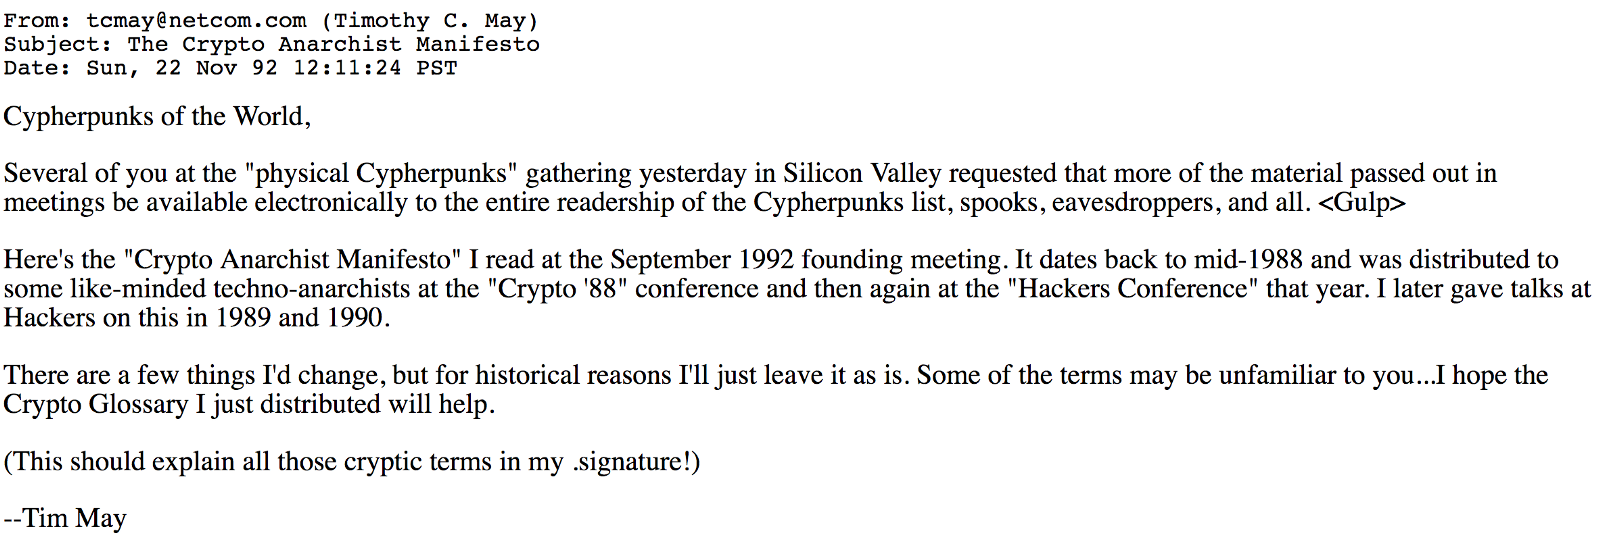 From: tcmay@netcom.com (Timothy C. May)
Subject: The Crypto Anarchist Manifesto
Date: Sun, 22 Nov 92 12:11:24 PST
Cypherpunks of the World,
Several of you at the "physical Cypherpunks" gathering yesterday in Silicon Valley requested that more of the material passed out in
meetings be available electronically to the entire readership of the Cypherpunks list, spooks, eavesdroppers, and all. <Gulp>
Here's the "Crypto Anarchist Manifesto" I read at the September 1992 founding meeting. It dates back to mid-1988 and was distributed to
some like-minded techno-anarchists at the "Crypto '88" conference and then again at the "Hackers Conference" that year. I later gave talks at
Hackers on this in 1989 and 1990.
There are a few things I'd change, but for historical reasons I'll just leave it as is. Some of the terms may be unfamiliar to you...I hope the
Crypto Glossary I just distributed will help.
(This should explain all those cryptic terms in my .signature!)
--Tim May